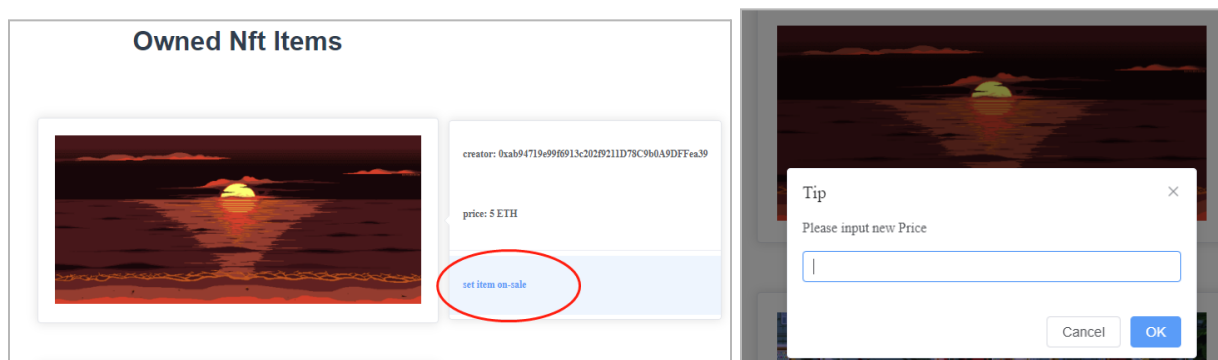 Owned Nft Items
creator: 0xab94719e99f6913c202f9211D78C9b0A9DFFea39
price: 5 ETH
set item on-sale
Tip
Please input new Price
Cancel
OK